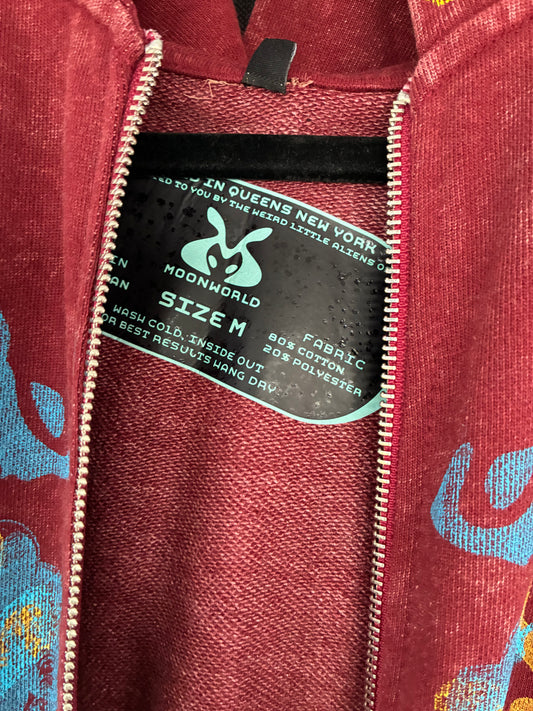 IN QUEENS NEW YORK
TO YOU BY THE WEIRD LITTLE ALIENS
MOONWORLD
SIZE M
WASH COLD. INSIDE OUT
FOR BEST RESULTS HANG DRY.
FABRIC
80% COTTON
20% POLYESTER